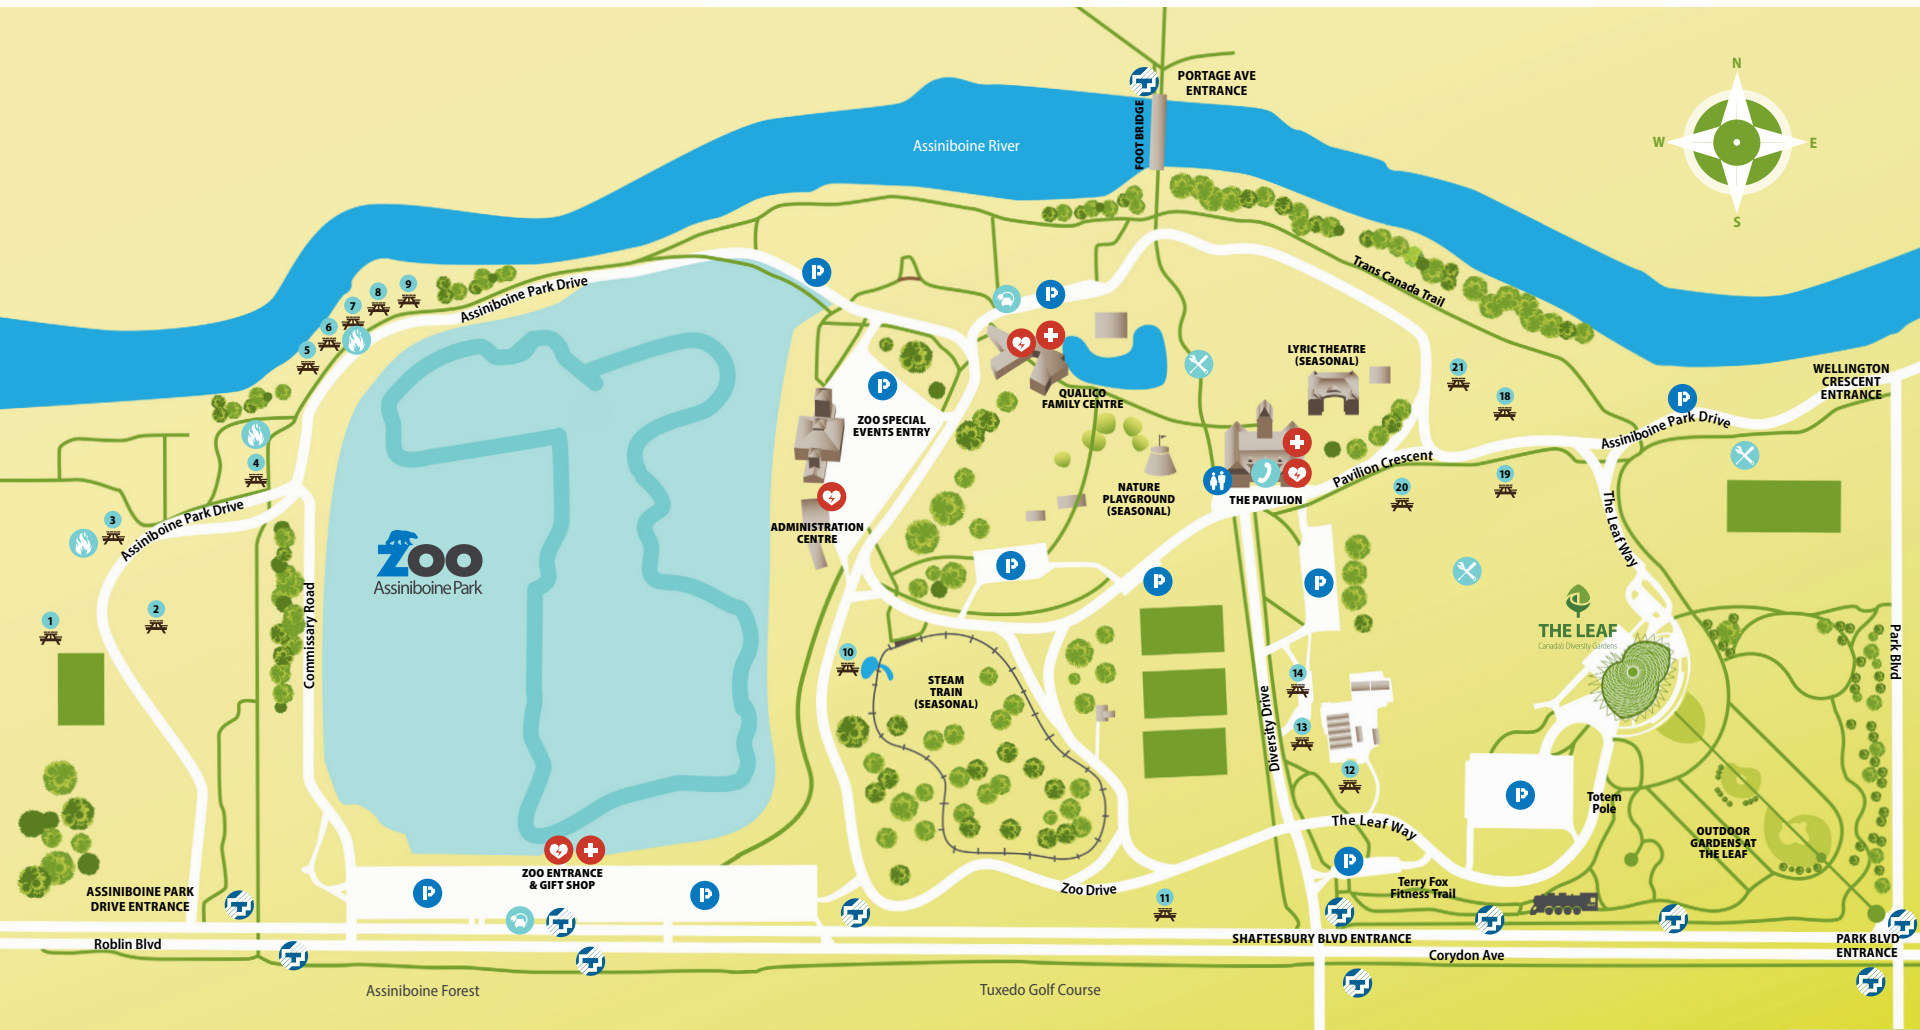 PORTAGE AVE
ENTRANCE
FOOT BRIDGE
Assiniboine River
N
W
E
S
Trans Canada Trail
9
8
7
6
5
Assiniboine Park Drive
LYRIC THEATRE
(SEASONAL)
21
18
WELLINGTON
CRESCENT
ENTRANCE
Assiniboine Park Drive
QUALICO
FAMILY CENTRE
ZOO SPECIAL
EVENTS ENTRY
4
Pavilion Crescent
19
20
NATURE
PLAYGROUND
(SEASONAL)
THE PAVILION
The Leaf Way
3
Assiniboine Park Drive
ADMINISTRATION
CENTRE
ZOO
Assiniboine Park
Commissary Road
1
2
THE LEAF
Canada's Diversity Gardens
Park Blvd
10
STEAM
TRAIN
(SEASONAL)
14
13
12
Diversity Drive
The Leaf Way
Totem
Pole
OUTDOOR
GARDENS AT
THE LEAF
ZOO ENTRANCE
& GIFT SHOP
Zoo Drive
11
Terry Fox
Fitness Trail
ASSINIBOINE PARK
DRIVE ENTRANCE
Roblin Blvd
SHAFTESBURY BLVD ENTRANCE
Corydon Ave
PARK BLVD
ENTRANCE
Assiniboine Forest
Tuxedo Golf Course
P
P
P
P
P
P
P
P
P
P
P